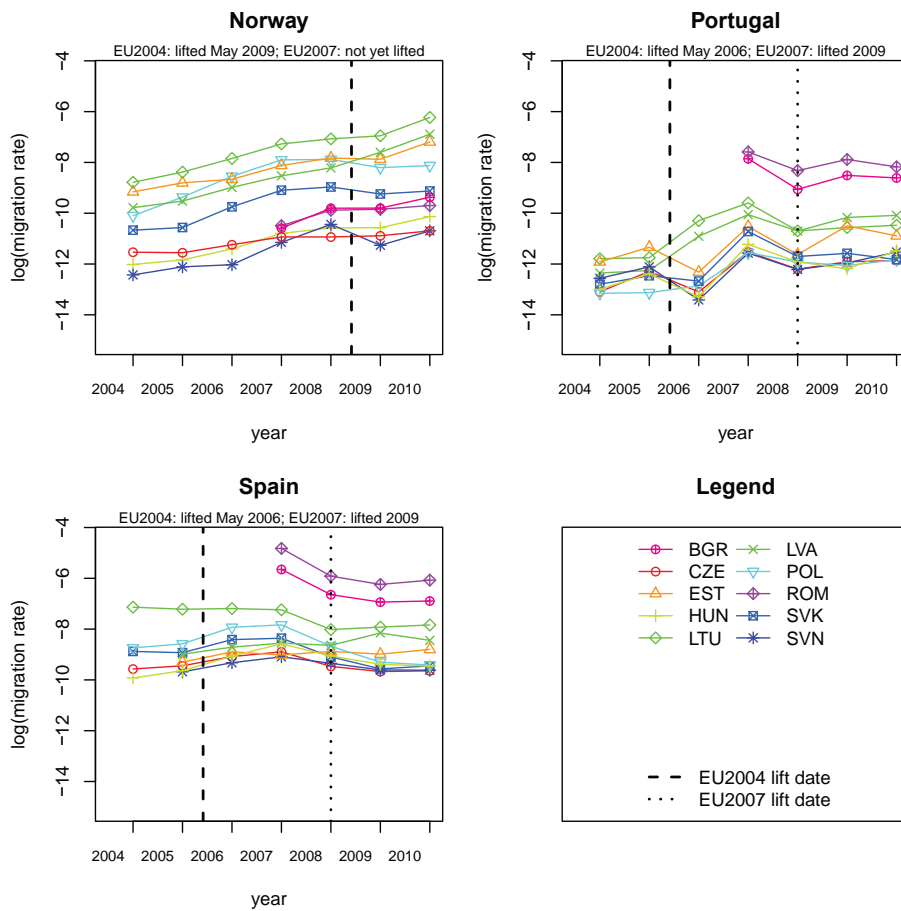 Norway
EU2004: lifted May 2009; EU2007: not yet lifted
log(migration rate)
−4
−6
−8
−10
−12
−14
2004 2005 2006 2007 2008 2009 2010
year
Portugal
EU2004: lifted May 2006; EU2007: lifted 2009
log(migration rate)
−4
−6
−8
−10
−12
−14
2004 2005 2006 2007 2008 2009 2010
year
Spain
EU2004: lifted May 2006; EU2007: lifted 2009
log(migration rate)
−4
−6
−8
−10
−12
−14
2004 2005 2006 2007 2008 2009 2010
year
Legend
BGR LVA
CZE POL
EST ROM
HUN SVK
LTU SVN
EU2004 lift date
EU2007 lift date